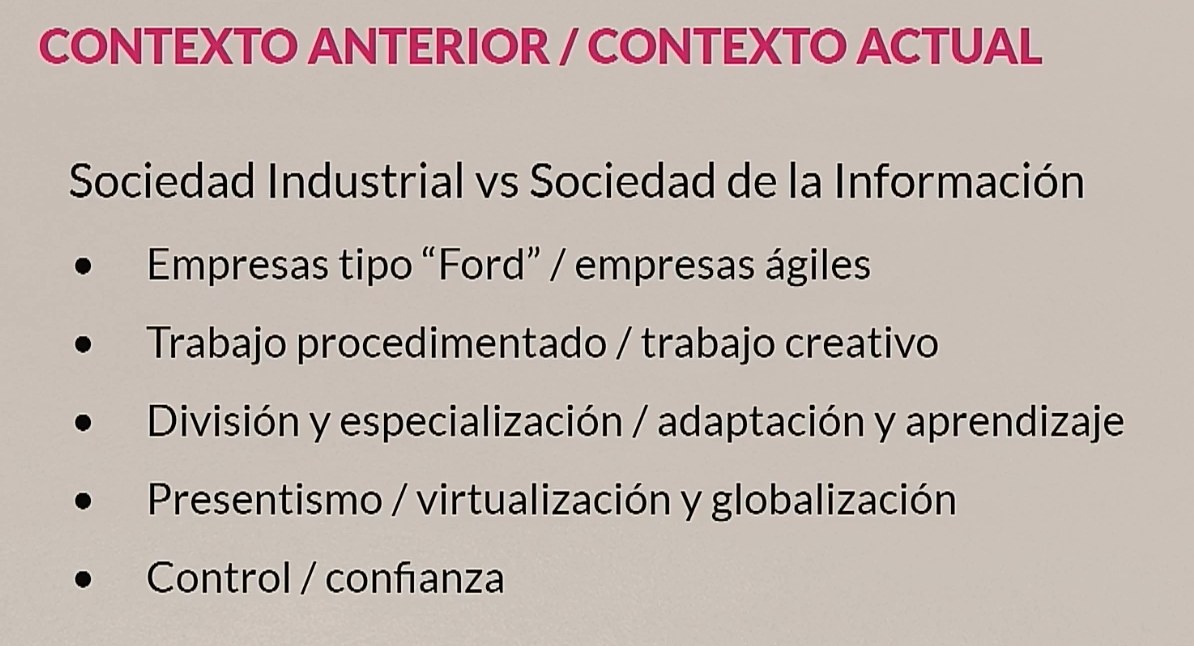 CONTEXTO ANTERIOR / CONTEXTO ACTUAL
Sociedad Industrial vs Sociedad de la Información
• Empresas tipo “Ford” / empresas ágiles
• Trabajo procedimentado / trabajo creativo
• División y especialización / adaptación y aprendizaje
• Presentismo / virtualización y globalización
• Control / confianza